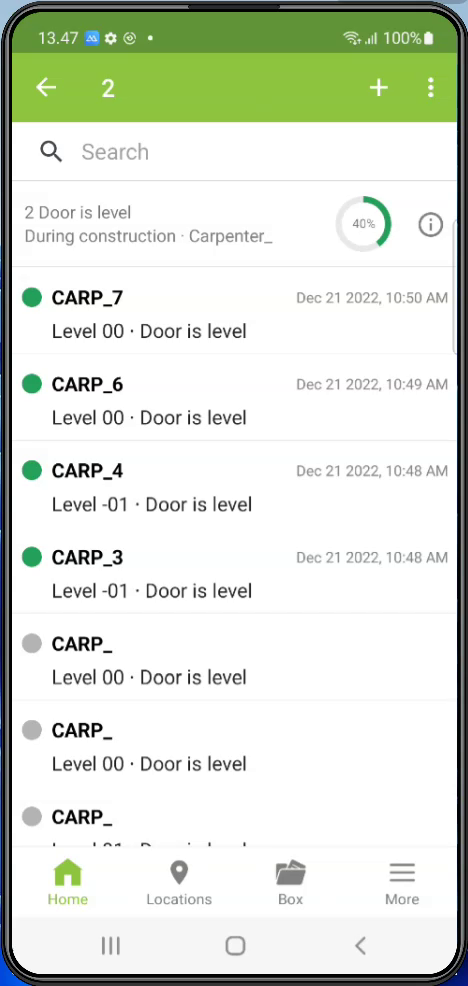 13.47 100%
2
Search
2 Door is level
During construction · Carpenter_
40%
CARP_7 Dec 21 2022, 10:50 AM
Level 00 · Door is level
CARP_6 Dec 21 2022, 10:49 AM
Level 00 · Door is level
CARP_4 Dec 21 2022, 10:48 AM
Level -01 · Door is level
CARP_3 Dec 21 2022, 10:48 AM
Level -01 · Door is level
CARP_
Level 00 · Door is level
CARP_
Level 00 · Door is level
CARP_
Home Locations Box More